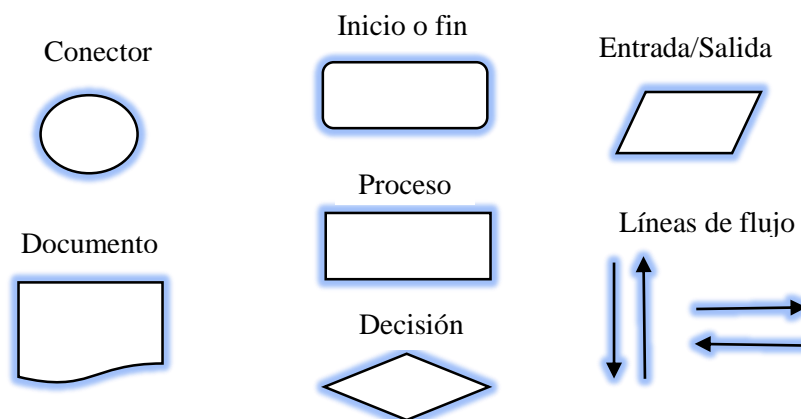 Inicio o fin
Conector
Entrada/Salida
Proceso
Líneas de flujo
Documento
Decisión